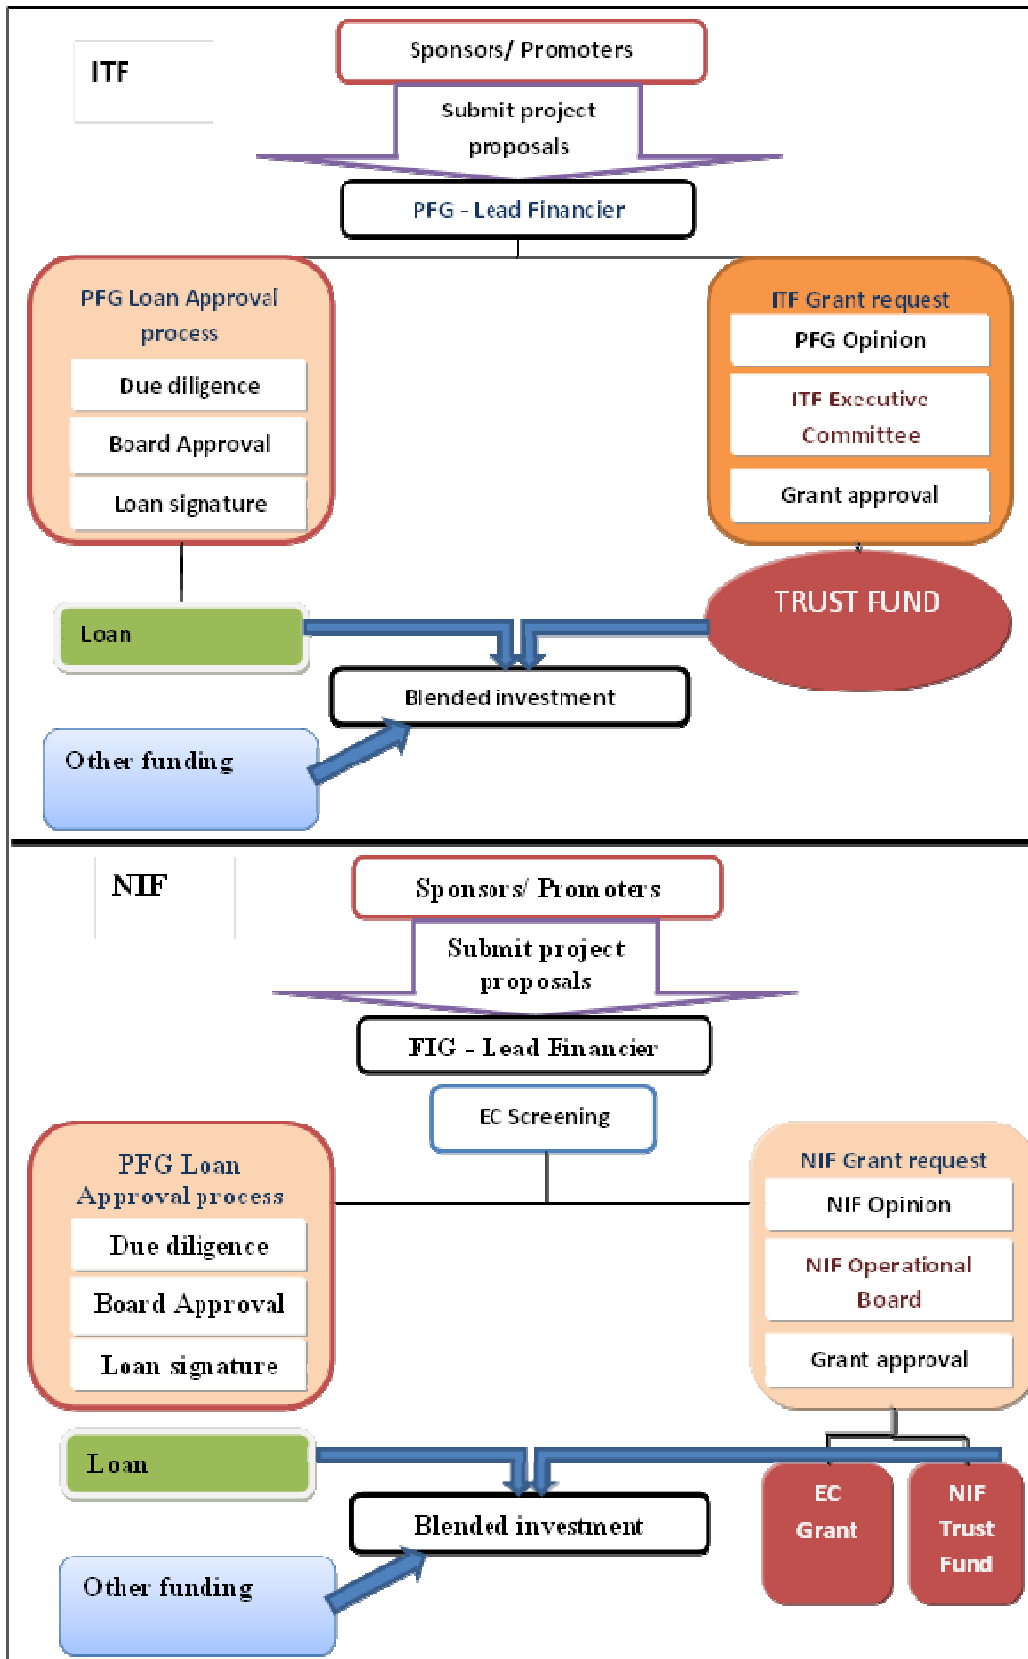 ITF
Sponsors/ Promoters
Submit project
proposals
PFG - Lead Financier
PFG Loan Approval
process
Due diligence
Board Approval
Loan signature
ITF Grant request
PFG Opinion
ITF Executive
Committee
Grant approval
Loan
TRUST FUND
Blended investment
Other funding
NIF
Sponsors/ Promoters
Submit project
proposals
FIG - Lead Financier
EC Screening
PFG Loan
Approval process
Due diligence
Board Approval
Loan signature
NIF Grant request
NIF Opinion
NIF Operational
Board
Grant approval
Loan
Blended investment
EC
Grant
NIF
Trust
Fund
Other funding